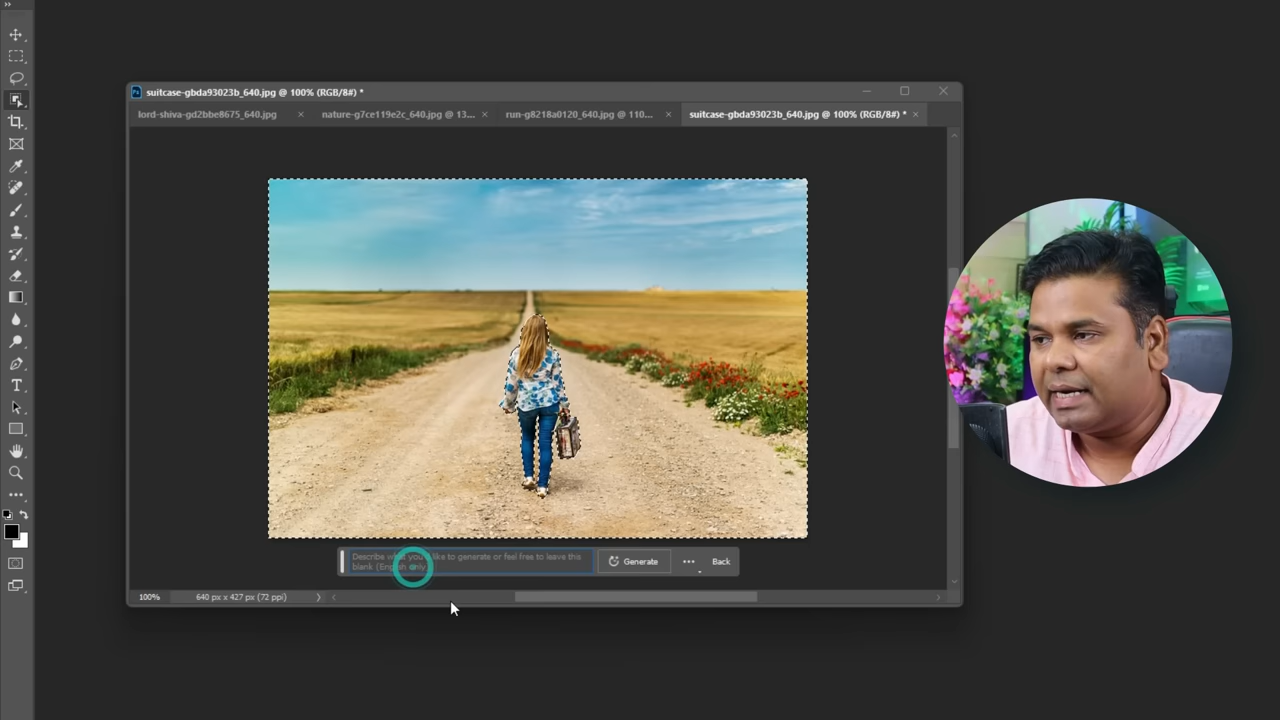 suitcase-gbda93023b_640.jpg @ 100% (RGB/8#) *
lord-shiva-gd2bbe8675_640.jpg × nature-g7ce119e2c_640.jpg @ 13... × run-g8218a0120_640.jpg @ 110... × suitcase-gbda93023b_640.jpg @ 100% (RGB/8#) * ×
Describe what you'd like to generate or feel free to leave this
blank (English only)
Generate ... Back
100% 640 px x 427 px (72 ppi)